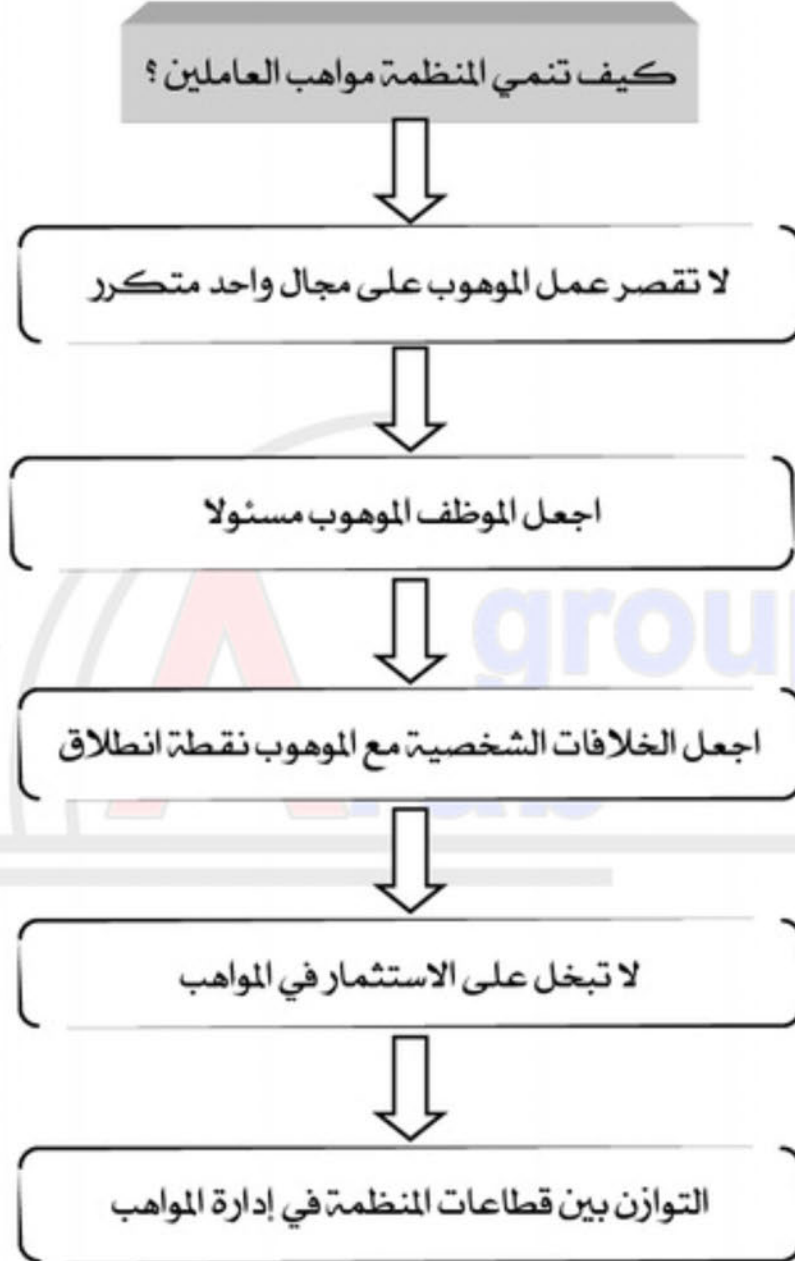 كيف تنمي المنظمة مواهب العاملين ؟
لا تقصر عمل الموهوب على مجال واحد متكرر
اجعل الموظف الموهوب مسئولا
group
اجعل الخلافات الشخصية مع الموهوب نقطة انطلاق
لا تبخل على الاستثمار في المواهب
التوازن بين قطاعات المنظمة في إدارة المواهب